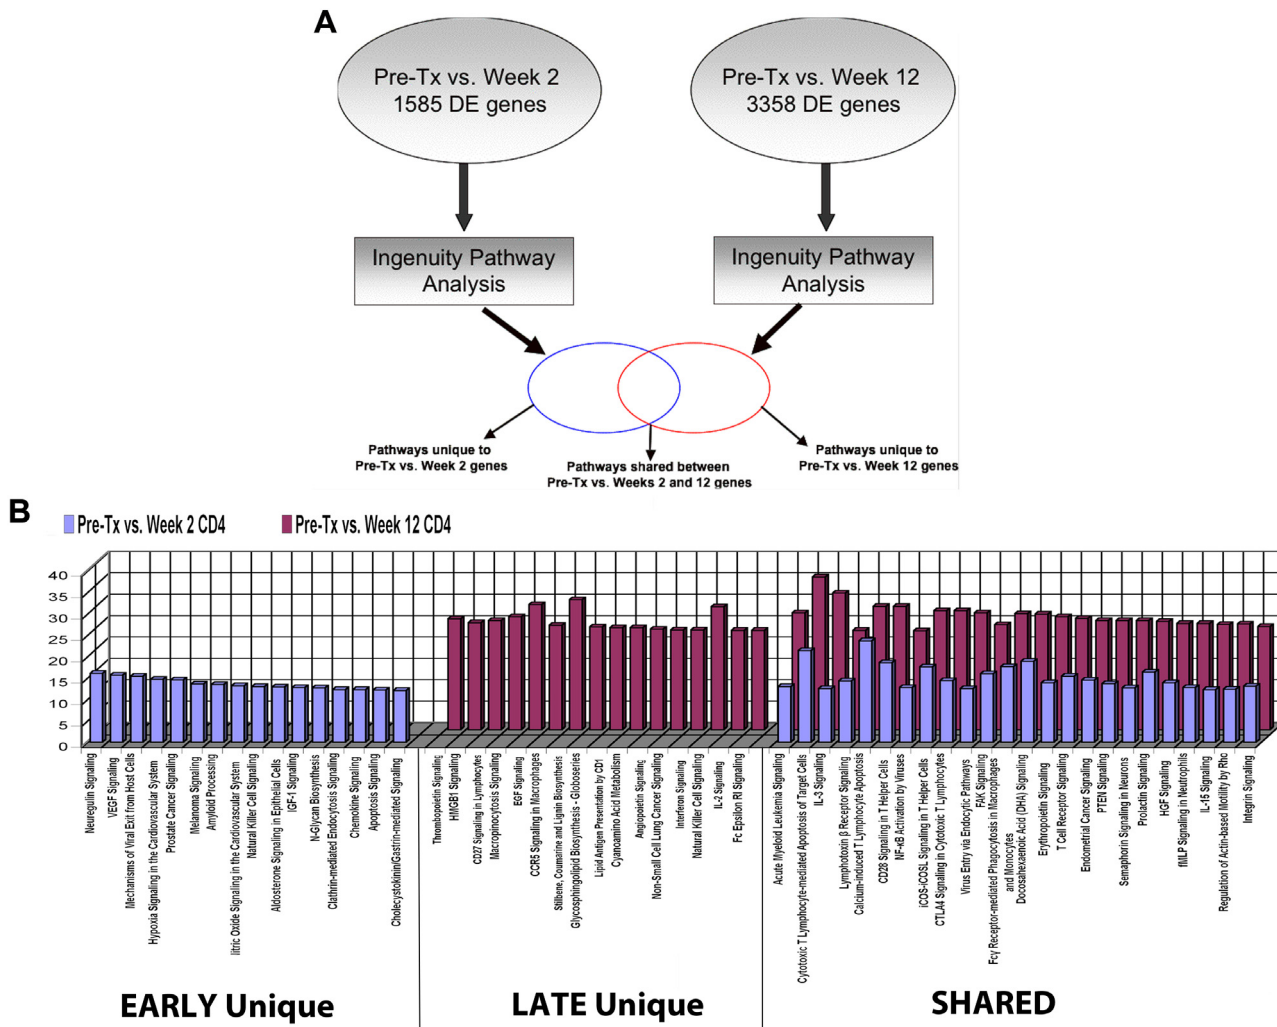 A
Pre-Tx vs. Week 2
1585 DE genes
Pre-Tx vs. Week 12
3358 DE genes
Ingenuity Pathway
Analysis
Ingenuity Pathway
Analysis
Pathways unique to
Pre-Tx vs. Week 2 genes
Pathways shared between
Pre-Tx vs. Weeks 2 and 12 genes
Pathways unique to
Pre-Tx vs. Week 12 genes
B
Pre-Tx vs. Week 2 CD4
Pre-Tx vs. Week 12 CD4
40
35
30
25
20
15
10
5
0
Neuregulin Signaling
VEGF Signaling
Mechanisms of Viral Exit from Host Cells
Hypoxia Signaling in the Cardiovascular System
Prostate Cancer Signaling
Melanoma Signaling
Amyloid Processing
litric Oxide Signaling in the Cardiovascular System
Natural Killer Cell Signaling
Aldosterone Signaling in Epithelial Cells
IGF-1 Signaling
N-Glycan Biosynthesis
Clathrin-mediated Endocytosis Signaling
Chemokine Signaling
Apoptosis Signaling
Cholecystokinin/Gastrin-mediated Signaling
Thrombopoietin Signaling
HMGB1 Signaling
CD27 Signaling in Lymphocytes
Macropinocytosis Signaling
EGF Signaling
CCR5 Signaling in Macrophages
Stilbene, Coumarine and Lignin Biosynthesis
Glycosphingolipid Biosynthesis - Globoseries
Lipid Antigen Presentation by CD1
Cyanoamino Acid Metabolism
Angiopoietin Signaling
Non-Small Cell Lung Cancer Signaling
Interferon Signaling
Natural Killer Cell Signaling
IL-2 Signaling
Fc Epsilon RI Signaling
Acute Myeloid Leukemia Signaling
Cytotoxic T Lymphocyte-mediated Apoptosis of Target Cells
IL-3 Signaling
Lymphotoxin β Receptor Signaling
Calcium-induced T Lymphocyte Apoptosis
CD28 Signaling in T Helper Cells
NF-κB Activation by Viruses
iCOS-iCOSL Signaling in T Helper Cells
CTLA4 Signaling in Cytotoxic T Lymphocytes
Virus Entry via Endocytic Pathways
FAK Signaling
Fcγ Receptor-mediated Phagocytosis in Macrophages
and Monocytes
Docosahexaenoic Acid (DHA) Signaling
Erythropoietin Signaling
T Cell Receptor Signaling
Endometrial Cancer Signaling
PTEN Signaling
Semaphorin Signaling in Neurons
Prolactin Signaling
HGF Signaling
fMLP Signaling in Neutrophils
IL-15 Signaling
Regulation of Actin-based Motility by Rho
Integrin Signaling
EARLY Unique
LATE Unique
SHARED